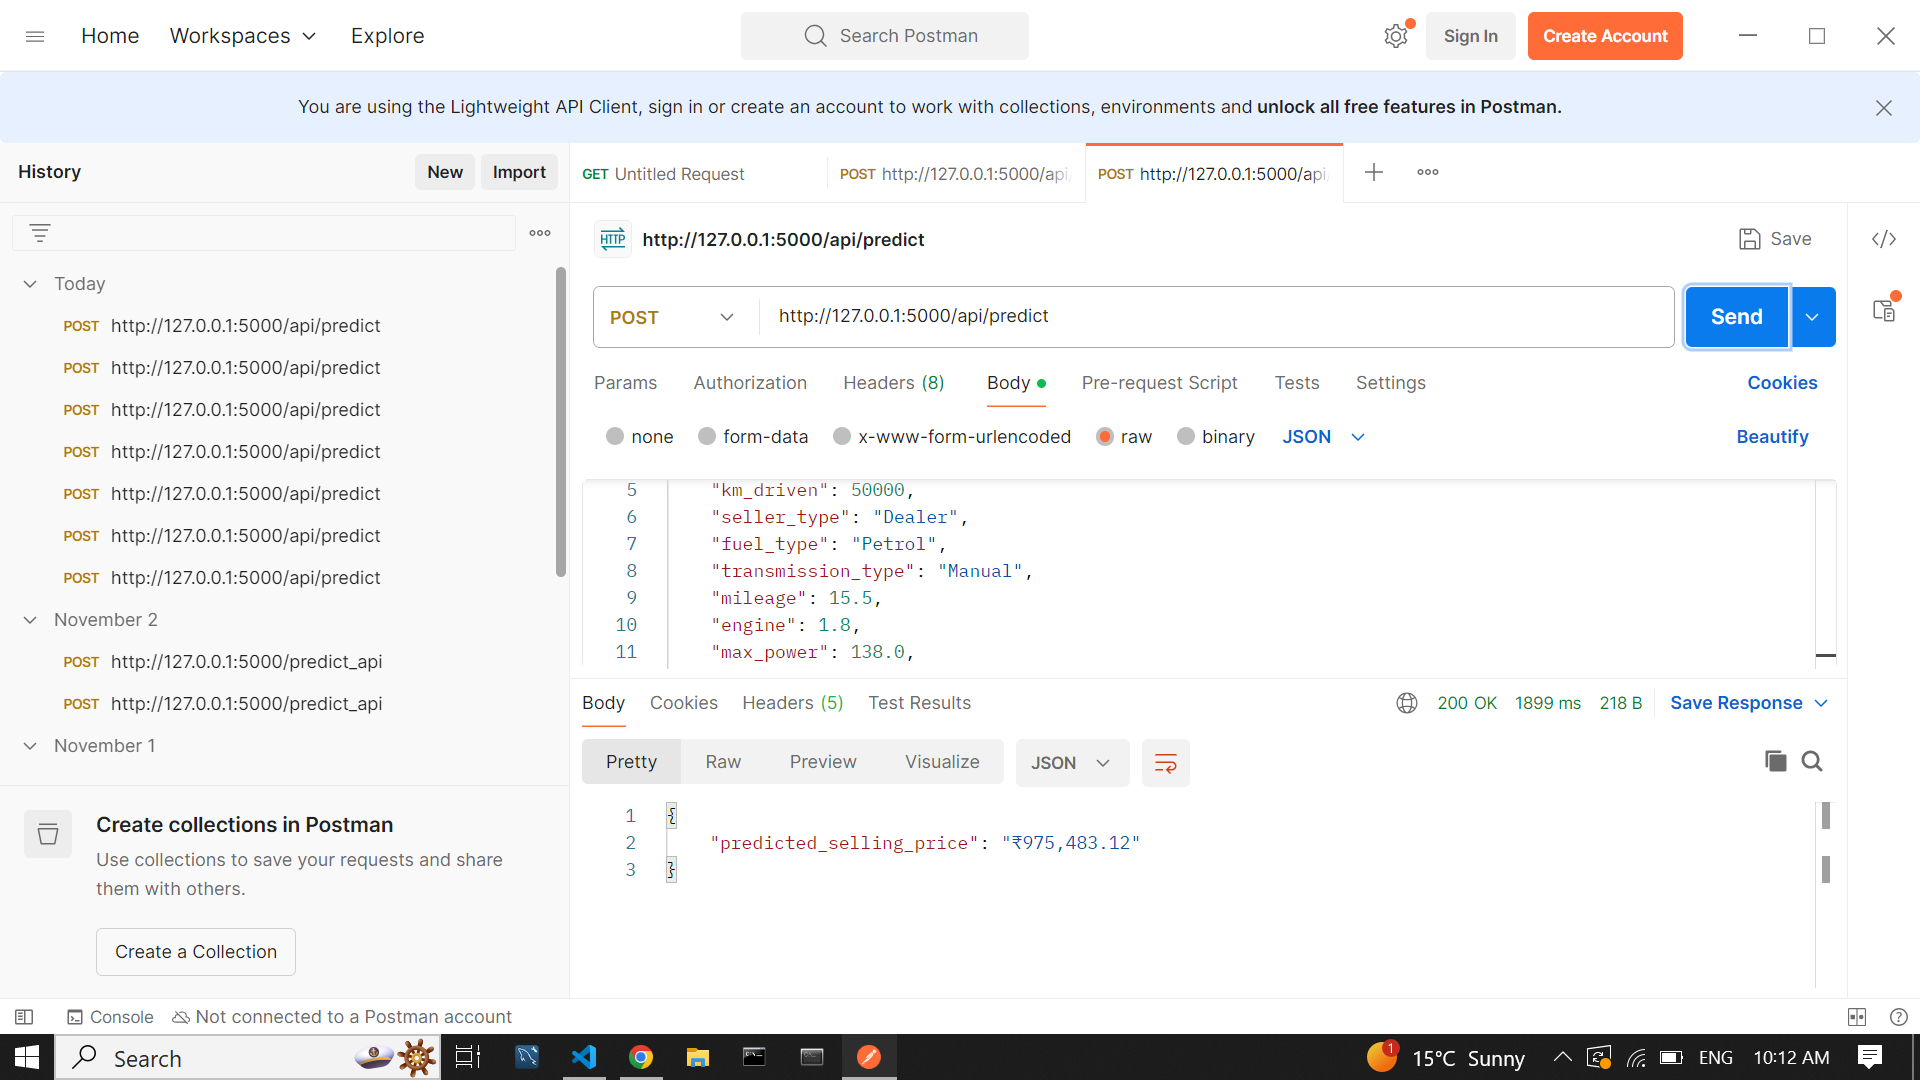 Home Workspaces Explore Search Postman Sign In Create Account
You are using the Lightweight API Client, sign in or create an account to work with collections, environments and unlock all free features in Postman.
History New Import
GET Untitled Request POST http://127.0.0.1:5000/api/ POST http://127.0.0.1:5000/api/
Today
POST http://127.0.0.1:5000/api/predict
POST http://127.0.0.1:5000/api/predict
POST http://127.0.0.1:5000/api/predict
POST http://127.0.0.1:5000/api/predict
POST http://127.0.0.1:5000/api/predict
POST http://127.0.0.1:5000/api/predict
POST http://127.0.0.1:5000/api/predict
November 2
POST http://127.0.0.1:5000/predict_api
POST http://127.0.0.1:5000/predict_api
November 1
Create collections in Postman
Use collections to save your requests and share
them with others.
Create a Collection
HTTP http://127.0.0.1:5000/api/predict Save
POST http://127.0.0.1:5000/api/predict Send
Params Authorization Headers (8) Body Pre-request Script Tests Settings Cookies
none form-data x-www-form-urlencoded raw binary JSON Beautify
5 "km_driven": 50000,
6 "seller_type": "Dealer",
7 "fuel_type": "Petrol",
8 "transmission_type": "Manual",
9 "mileage": 15.5,
10 "engine": 1.8,
11 "max_power": 138.0,
Body Cookies Headers (5) Test Results 200 OK 1899 ms 218 B Save Response
Pretty Raw Preview Visualize JSON
1 {
2 "predicted_selling_price": "₹975,483.12"
3 }
Console Not connected to a Postman account
Search 1 15°C Sunny ENG 10:12 AM